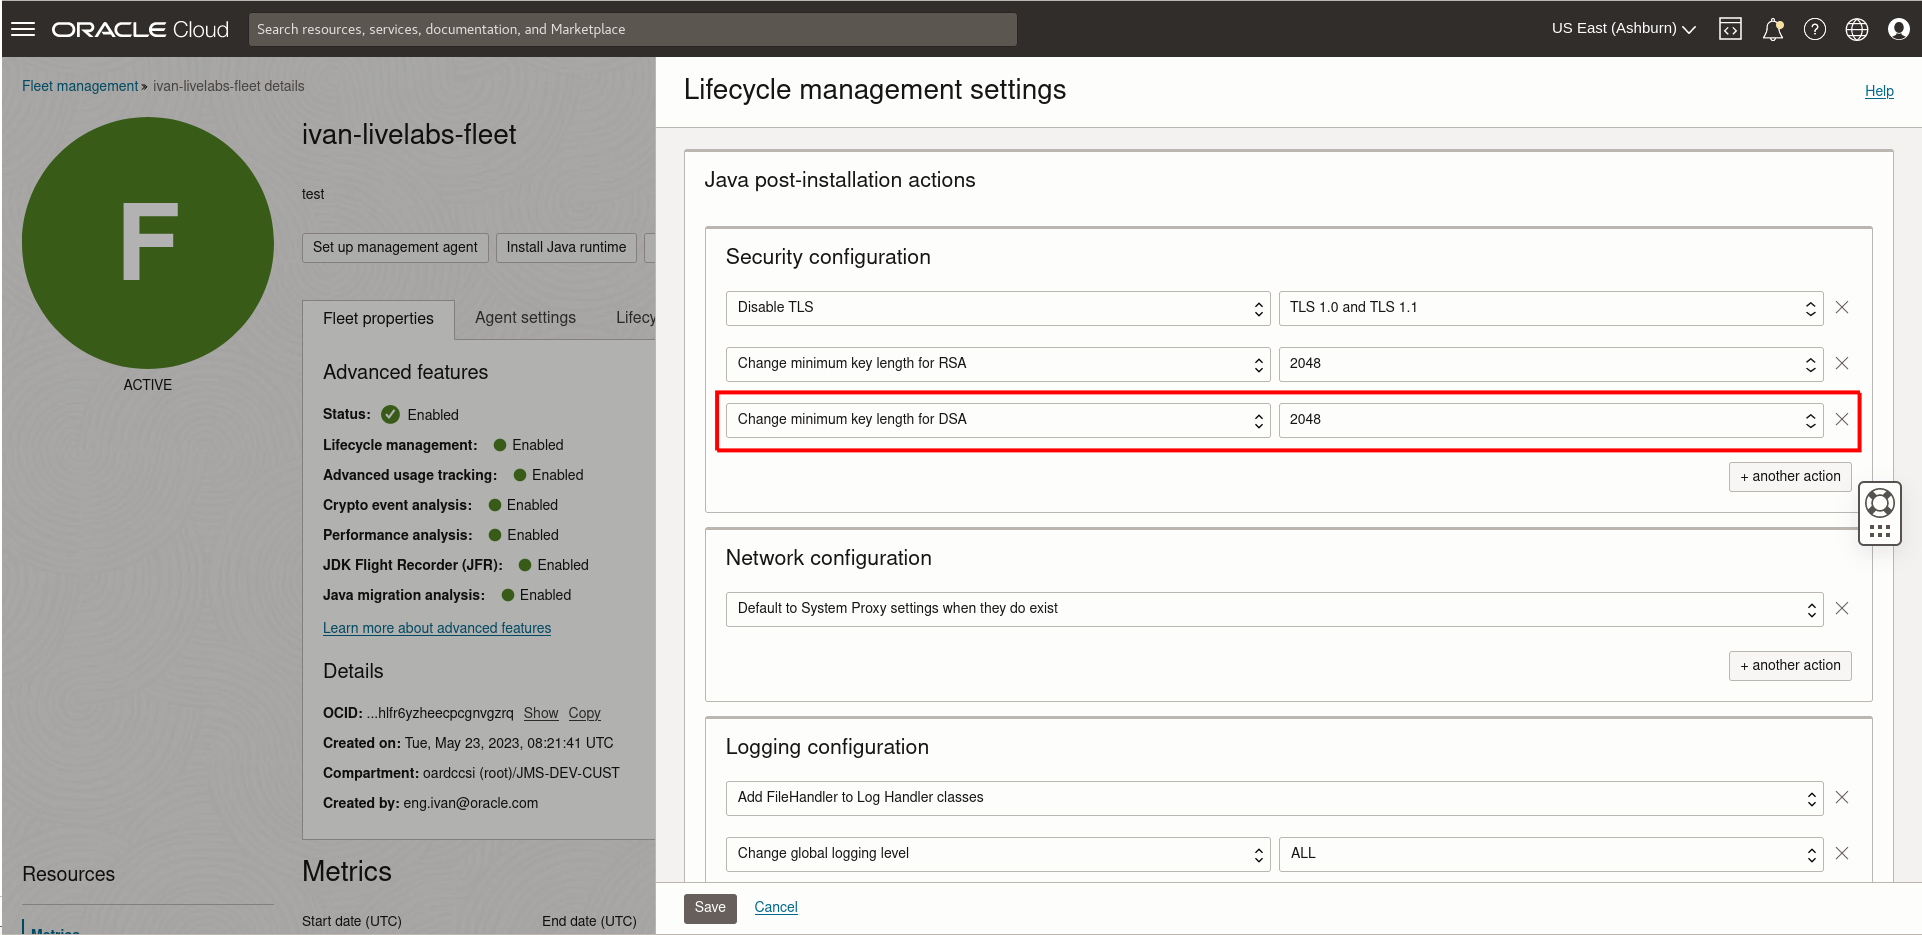 ORACLE Cloud
Search resources, services, documentation, and Marketplace
US East (Ashburn)
Fleet management » ivan-livelabs-fleet details
F
ACTIVE
ivan-livelabs-fleet
test
Set up management agent
Install Java runtime
Fleet properties
Agent settings
Lifecy
Advanced features
Status: Enabled
Lifecycle management: Enabled
Advanced usage tracking: Enabled
Crypto event analysis: Enabled
Performance analysis: Enabled
JDK Flight Recorder (JFR): Enabled
Java migration analysis: Enabled
Learn more about advanced features
Details
OCID: ...hlfr6yzheecpcgnvgzrq Show Copy
Created on: Tue, May 23, 2023, 08:21:41 UTC
Compartment: oardccsi (root)/JMS-DEV-CUST
Created by: eng.ivan@oracle.com
Resources
Metrics
Metrics
Start date (UTC)
End date (UTC)
Lifecycle management settings
Help
Java post-installation actions
Security configuration
Disable TLS
TLS 1.0 and TLS 1.1
Change minimum key length for RSA
2048
Change minimum key length for DSA
2048
+ another action
Network configuration
Default to System Proxy settings when they do exist
+ another action
Logging configuration
Add FileHandler to Log Handler classes
Change global logging level
ALL
Save
Cancel